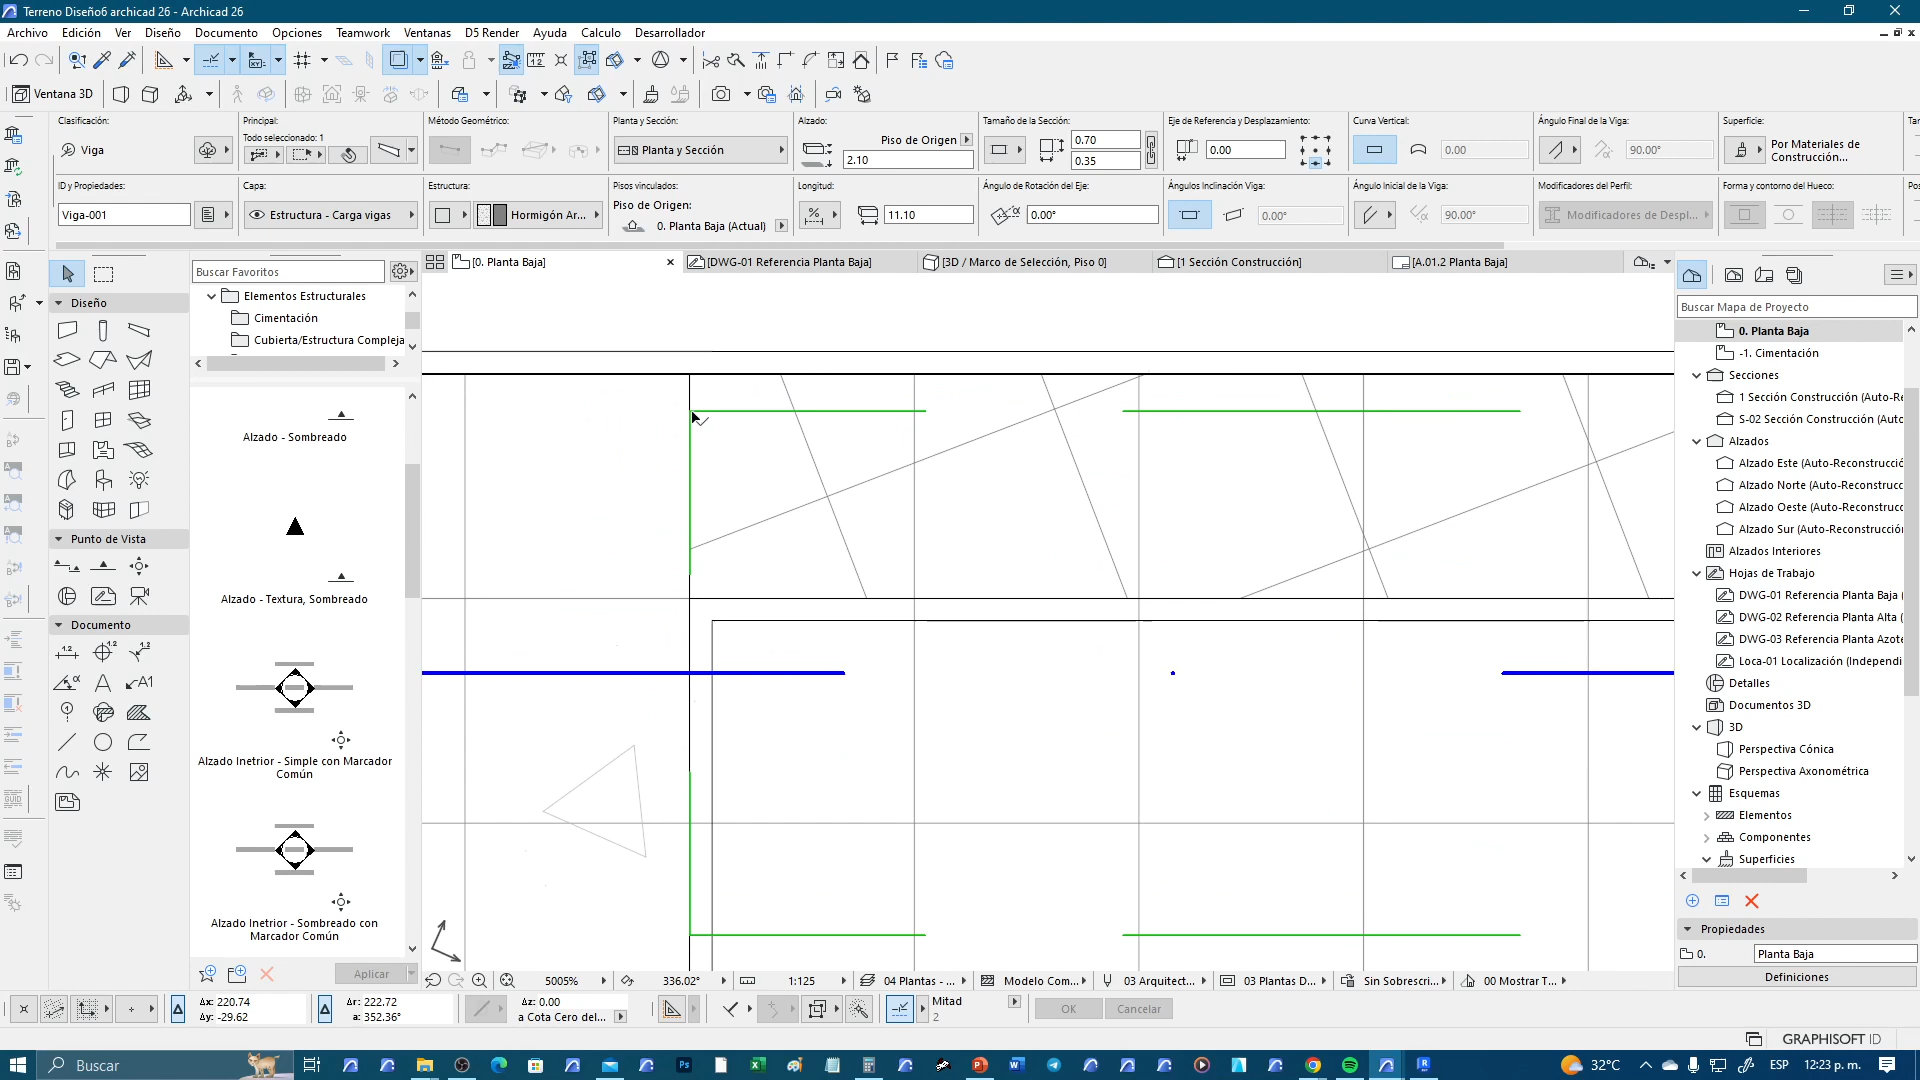 Terreno Diseño6 archicad 26 - Archicad 26
Archivo Edición Ver Diseño Opciones Documento Teamwork Ventanas D5 Render Ayuda Calculo Desarrollador
Ventana 3D
Clasificación: Principal: Método Geométrico: Planta y Sección: Alzado: Tamaño de la Sección: Eje de Referencia y Desplazamiento: Curva Vertical: Ángulo Final de la Viga: Superficie:
Todo seleccionado: 1
Viga
Planta y Sección
Piso de Origen
2.10
0.70
0.35
0.00
0.00
90.00°
Por Materiales de Construcción...
ID y Propiedades: Capa: Estructura: Pisos vinculados: Longitud: Ángulo de Rotación del Eje: Ángulos Inclinación Viga: Ángulo Inicial de la Viga: Modificadores del Perfil: Forma y contorno del Hueco:
Viga-001
Estructura - Carga vigas
Hormigón Ar...
Piso de Origen:
0. Planta Baja (Actual)
11.10
0.00°
0.00°
90.00°
Modificadores de Despl...
Buscar Favoritos
[0. Planta Baja]
[DWG-01 Referencia Planta Baja]
[3D / Marco de Selección, Piso 0]
[1 Sección Construcción]
[A.01.2 Planta Baja]
Elementos Estructurales
Cimentación
Cubierta/Estructura Compleja
Diseño
Punto de Vista
Documento
Alzado - Sombreado
Alzado - Textura, Sombreado
Alzado Inetrior - Simple con Marcador
Común
Alzado Inetrior - Sombreado con
Marcador Común
Aplicar
Buscar Mapa de Proyecto
0. Planta Baja
-1. Cimentación
Secciones
1 Sección Construcción (Auto-Re
S-02 Sección Construcción (Auto
Alzados
Alzado Este (Auto-Reconstrucció
Alzado Norte (Auto-Reconstrucc
Alzado Oeste (Auto-Reconstrucc
Alzado Sur (Auto-Reconstrucción
Alzados Interiores
Hojas de Trabajo
DWG-01 Referencia Planta Baja (
DWG-02 Referencia Planta Alta (
DWG-03 Referencia Planta Azote
Loca-01 Localización (Independi
Detalles
Documentos 3D
3D
Perspectiva Cónica
Perspectiva Axonométrica
Esquemas
Elementos
Componentes
Superficies
Propiedades
0. Planta Baja
Definiciones
5005% 336.02° 1:125 04 Plantas - ... Modelo Com... 03 Arquitect... 03 Plantas D... Sin Sobrescri... 00 Mostrar T...
Δx: 220.74
Δy: -29.62
Δr: 222.72
a: 352.36°
Δz: 0.00
a Cota Cero del...
Mitad
2
OK
Cancelar
GRAPHISOFT ID
Buscar
32°C
ESP
12:23 p. m.